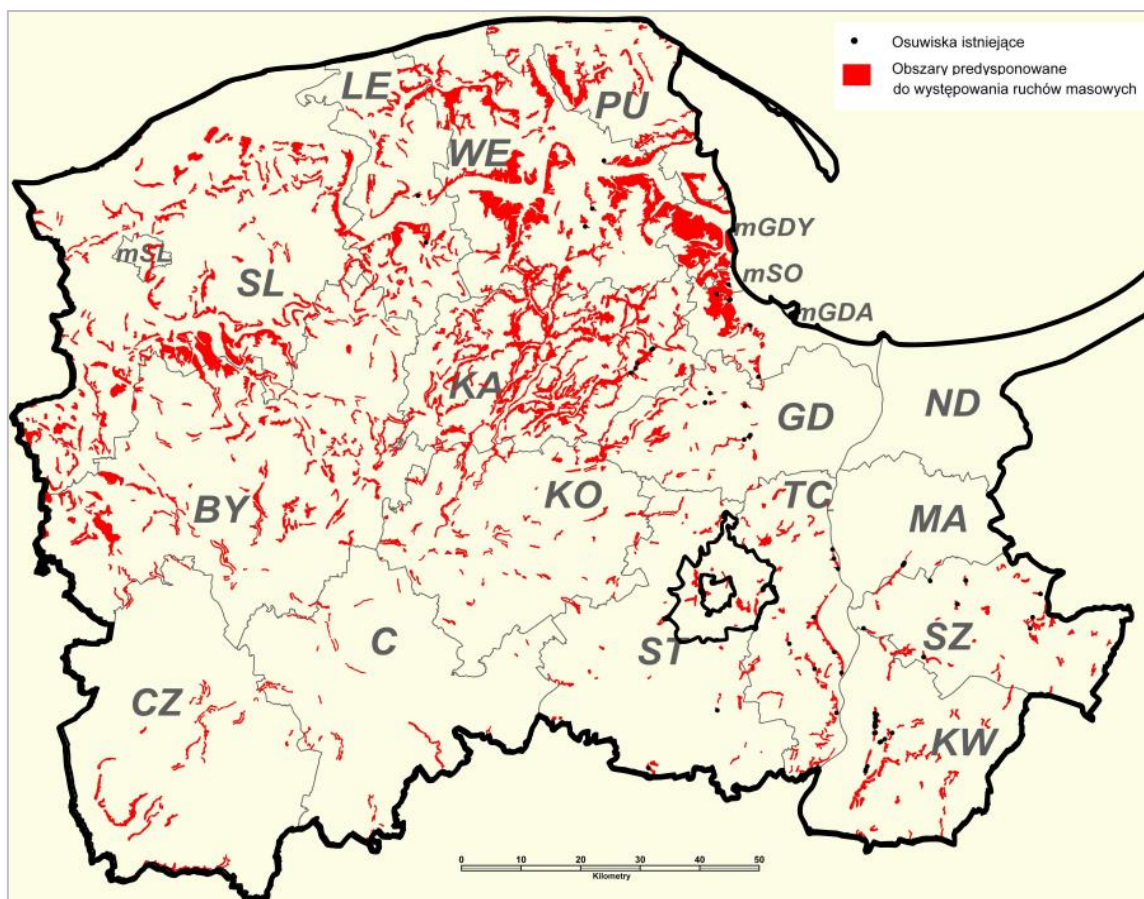 Osuwiska istniejące
Obszary predysponowane
do występowania ruchów masowych
LE
PU
WE
mGDY
mSL
SL
mSO
mGDA
KA
GD
ND
BY
KO
TC
MA
C
ST
SZ
CZ
KW
0 10 20 30 40 50
Kilometry